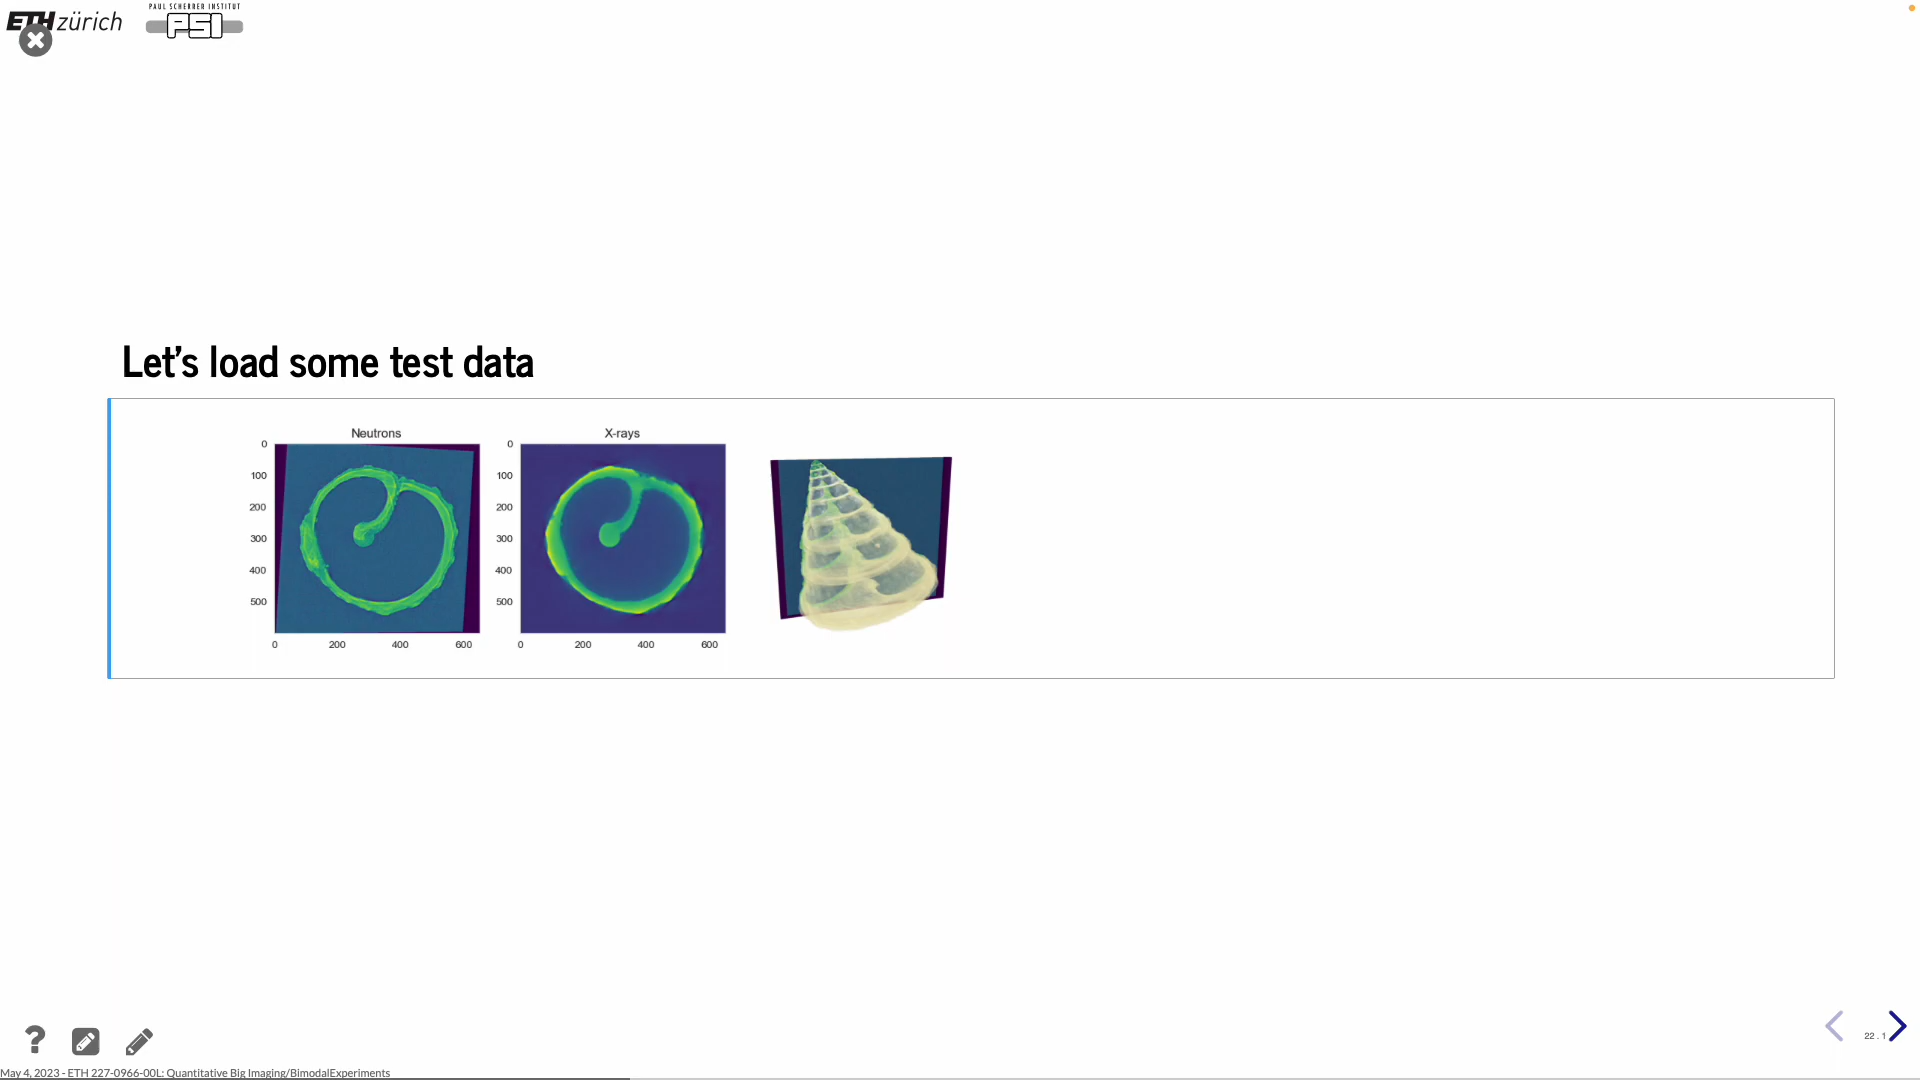 ETH zürich
PAUL SCHERRER INSTITUT
PSI
Let's load some test data
Neutrons
X-rays
0
100
200
300
400
500
0 200 400 600
0
100
200
300
400
500
0 200 400 600
?
22 . 1
May 4, 2023 - ETH 227-0966-00L: Quantitative Big Imaging/BimodalExperiments